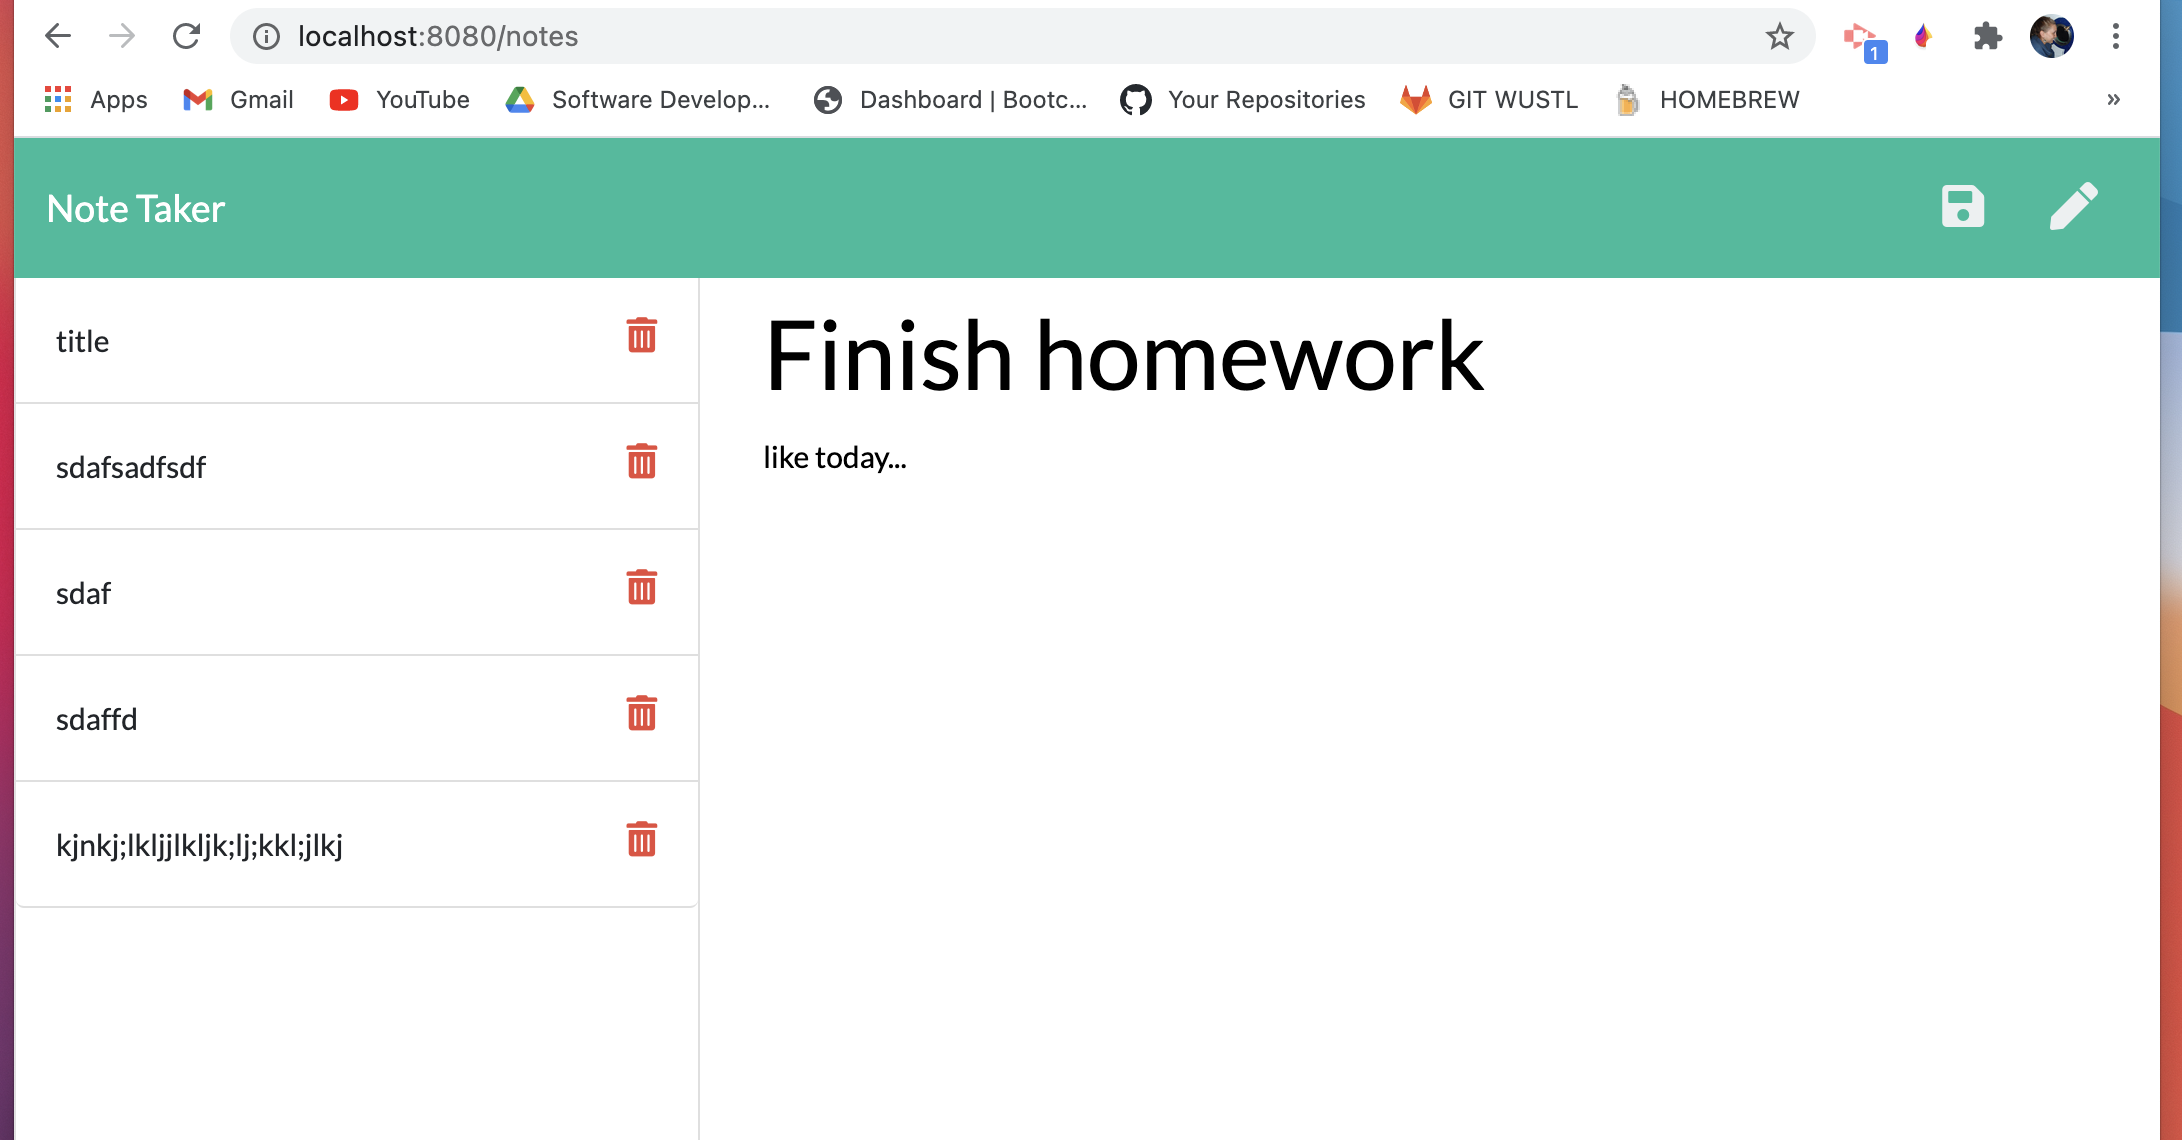 localhost:8080/notes
1
Apps Gmail YouTube Software Develop... Dashboard | Bootc... Your Repositories GIT WUSTL HOMEBREW »
Note Taker
title
sdafsadfsdf
sdaf
sdaffd
kjnkj;lkljjlkljk;lj;kkl;jlkj
Finish homework
like today...